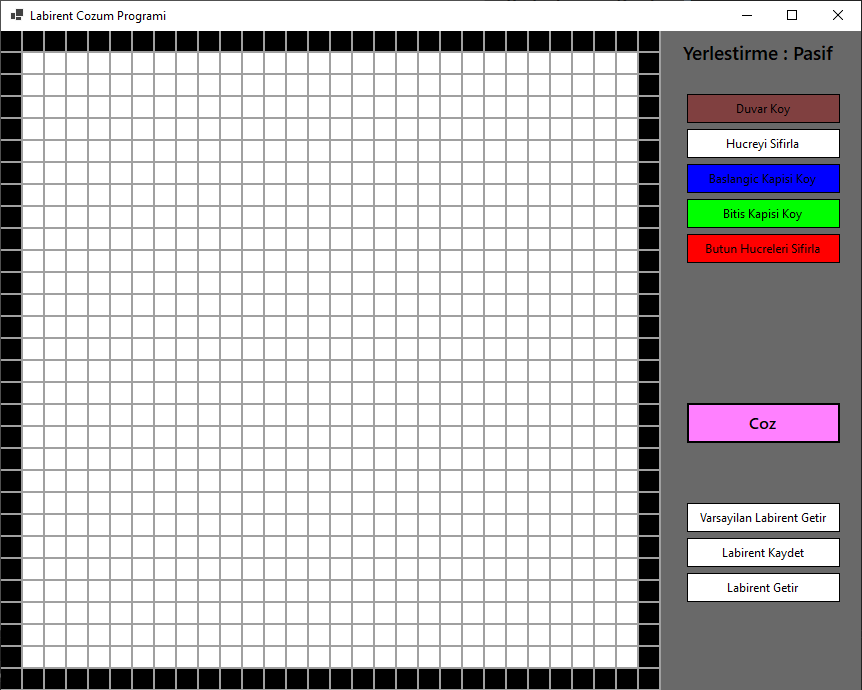 Labirent Cozum Programi
Yerlestirme : Pasif
Duvar Koy
Hucreyi Sifirla
Baslangic Kapisi Koy
Bitis Kapisi Koy
Butun Hucreleri Sifirla
Coz
Varsayilan Labirent Getir
Labirent Kaydet
Labirent Getir